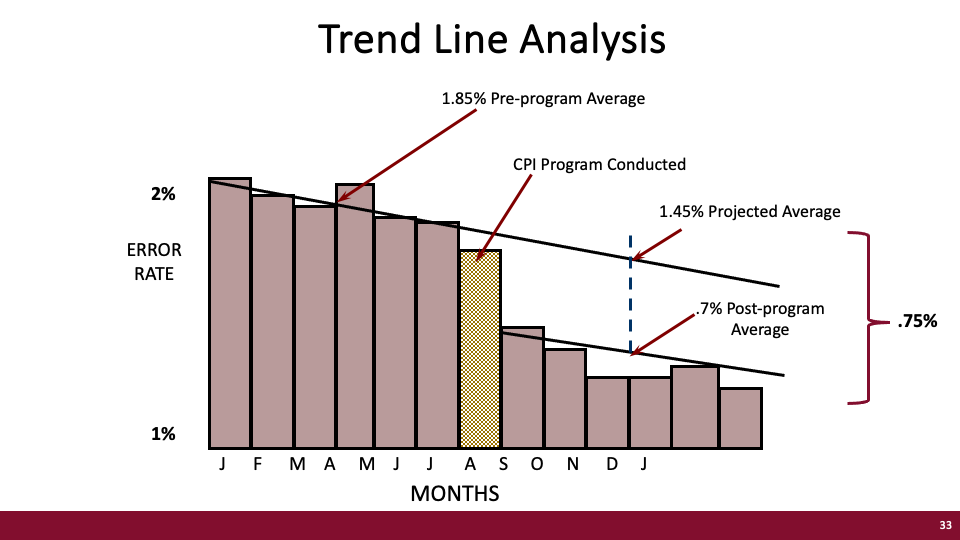 Trend Line Analysis
1.85% Pre-program Average
CPI Program Conducted
2%
1.45% Projected Average
ERROR
RATE
.7% Post-program
Average
.75%
1%
J F M A M J J A S O N D J
MONTHS
33